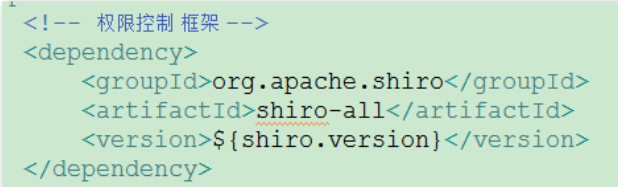 <!-- 权限控制 框架 -->
<dependency>
<groupId>org.apache.shiro</groupId>
<artifactId>shiro-all</artifactId>
<version>${shiro.version}</version>
</dependency>